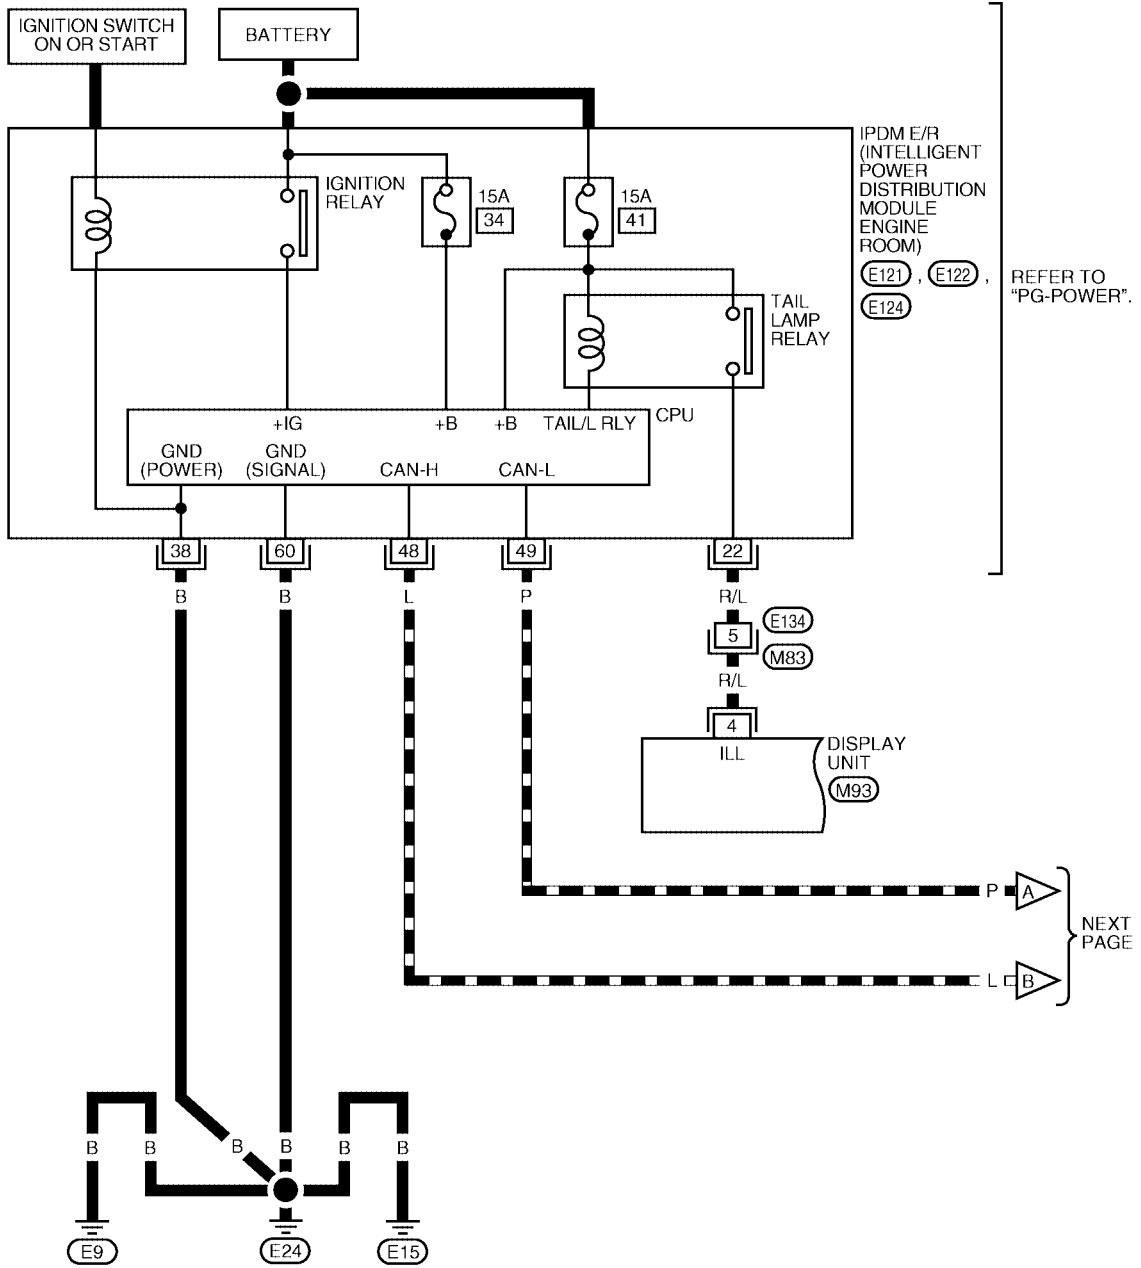 IGNITION SWITCH
ON OR START
BATTERY
IPDM E/R
(INTELLIGENT
POWER
DISTRIBUTION
MODULE
ENGINE
ROOM)
E121 , E122 ,
E124
REFER TO
“PG-POWER”.
IGNITION
RELAY
15A
34
15A
41
TAIL
LAMP
RELAY
CPU
+IG
+B
+B
TAIL/L RLY
GND
(POWER)
GND
(SIGNAL)
CAN-H
CAN-L
38
60
48
49
22
B
B
L
P
R/L
5
E134
M83
R/L
4
ILL
DISPLAY
UNIT
M93
P
A
L
B
NEXT
PAGE
B
B
B
B
B
B
E9
E24
E15